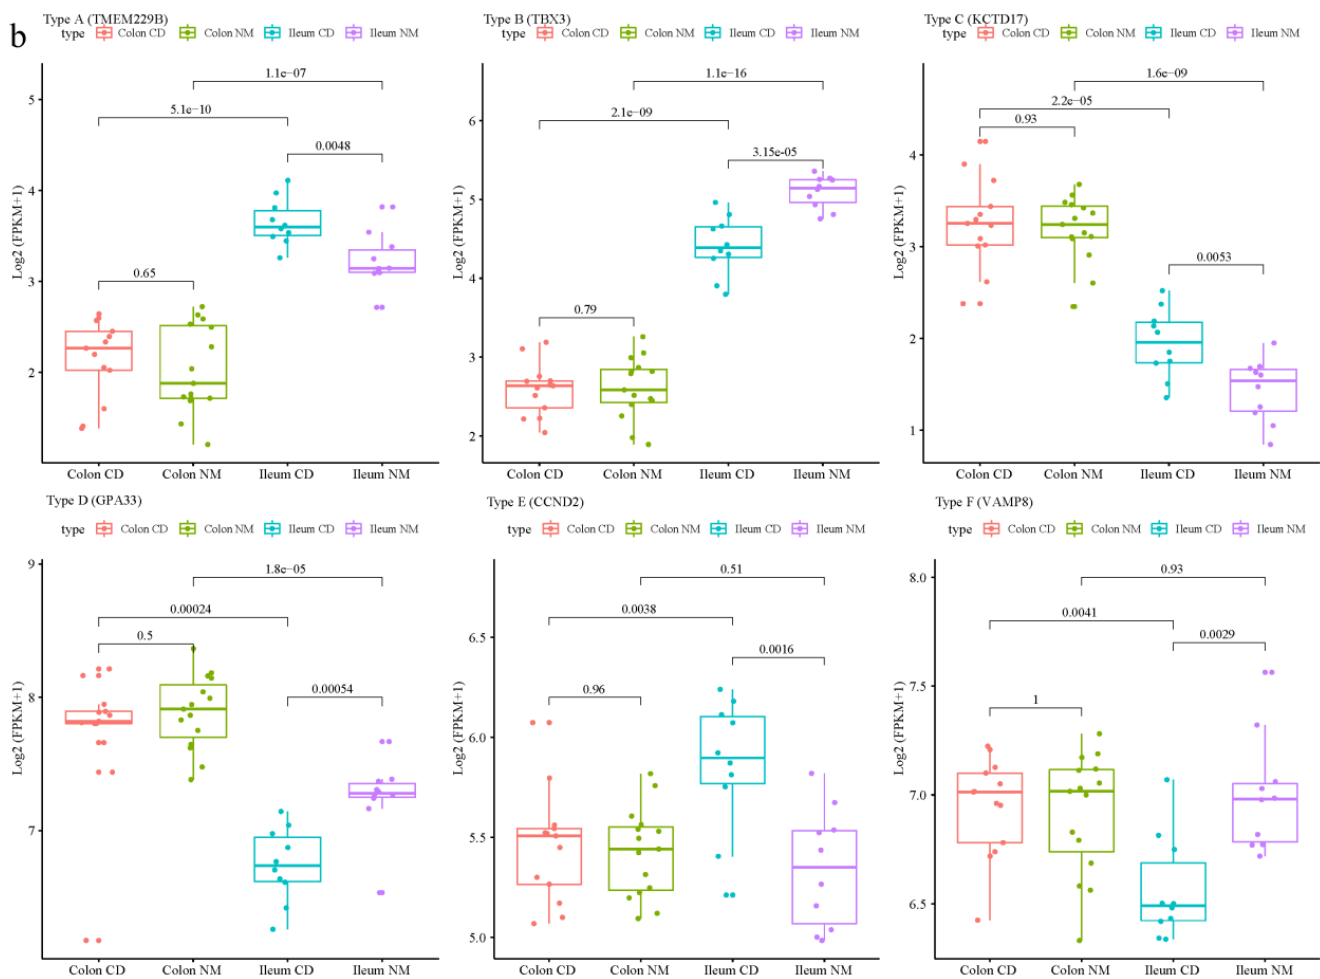 b
Type A (TMEM229B)
type Colon CD Colon NM Ileum CD Ileum NM
1.1e−07
5.1e−10
0.0048
0.65
5
4
3
2
Log2 (FPKM+1)
Colon CD Colon NM Ileum CD Ileum NM
Type B (TBX3)
type Colon CD Colon NM Ileum CD Ileum NM
1.1e−16
2.1e−09
3.15e-05
0.79
6
5
4
3
2
Log2 (FPKM+1)
Colon CD Colon NM Ileum CD Ileum NM
Type C (KCTD17)
type Colon CD Colon NM Ileum CD Ileum NM
1.6e−09
2.2e−05
0.93
0.0053
4
3
2
1
Log2 (FPKM+1)
Colon CD Colon NM Ileum CD Ileum NM
Type D (GPA33)
type Colon CD Colon NM Ileum CD Ileum NM
1.8e−05
0.00024
0.5
0.00054
9
8
7
Log2 (FPKM+1)
Colon CD Colon NM Ileum CD Ileum NM
Type E (CCND2)
type Colon CD Colon NM Ileum CD Ileum NM
0.51
0.0038
0.0016
0.96
6.5
6.0
5.5
5.0
Log2 (FPKM+1)
Colon CD Colon NM Ileum CD Ileum NM
Type F (VAMP8)
type Colon CD Colon NM Ileum CD Ileum NM
0.93
0.0041
0.0029
1
8.0
7.5
7.0
6.5
Log2 (FPKM+1)
Colon CD Colon NM Ileum CD Ileum NM